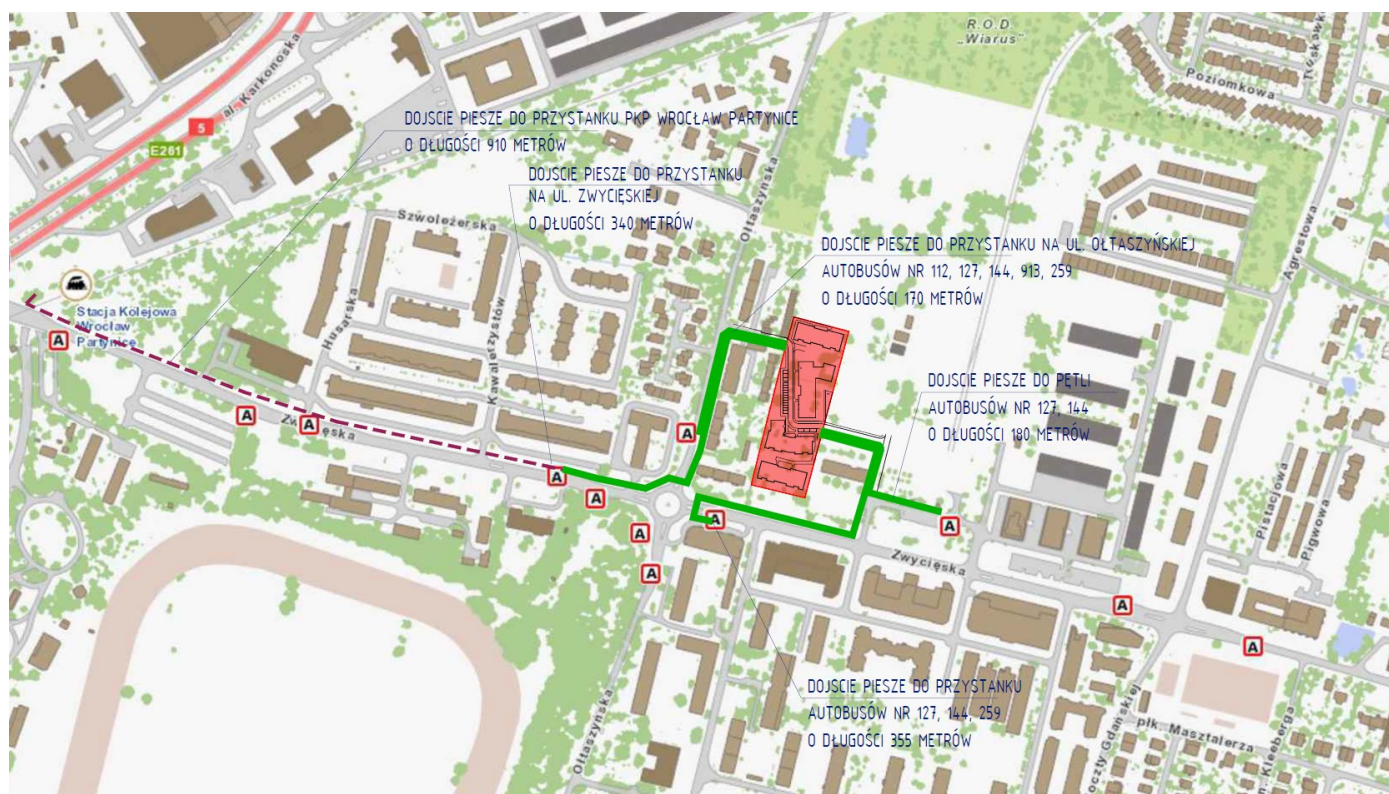 R.O.D.
„Wiarus"
Poziomkowa
al. Karkonoska
5
E261
DOJSCIE PIESZE DO PRZYSTANKU PKP WROCŁAW PARTYNICE
O DŁUGOŚCI 910 METRÓW
DOJSCIE PIESZE DO PRZYSTANKU
NA UL. ZWYCIĘSKIEJ
O DŁUGOŚCI 340 METRÓW
Szwoleżerska
Ołtaszyńska
Agrestowa
DOJSCIE PIESZE DO PRZYSTANKU NA UL. OŁTASZYŃSKIEJ
AUTOBUSÓW NR 112, 127, 144, 913, 259
O DŁUGOŚCI 170 METRÓW
Stacja Kolejowa
Wrocław
Partynice
A
Husarska
Kawalerzystów
DOJSCIE PIESZE DO PĘTLI
AUTOBUSÓW NR 127, 144
O DŁUGOŚCI 180 METRÓW
A
A
Zwycięska
A
A
A
A
A
A
A
Zwycięska
Pistacjowa
Pigwowa
A
A
A
Ołtaszyńska
DOJSCIE PIESZE DO PRZYSTANKU
AUTOBUSÓW NR 127, 144, 259
O DŁUGOŚCI 355 METRÓW
oczty Gdańskiej
płk. Masztalerza
n. Kleeberga